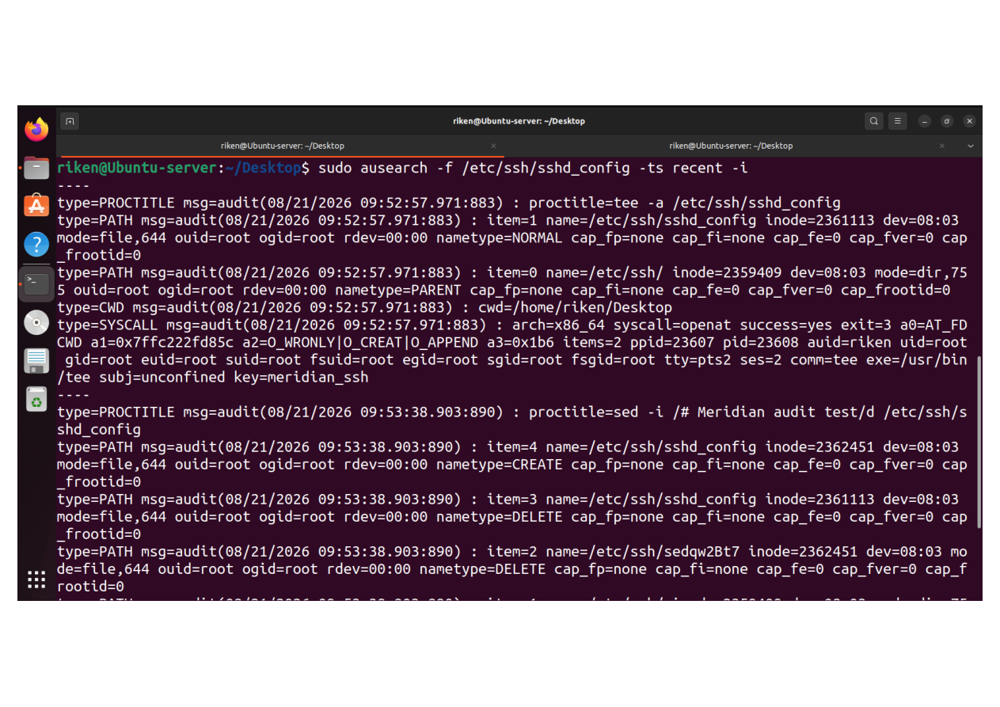 riken@Ubuntu-server: ~/Desktop
riken@Ubuntu-server: ~/Desktop
riken@Ubuntu-server: ~/Desktop
riken@Ubuntu-server:~/Desktop$ sudo ausearch -f /etc/ssh/sshd_config -ts recent -i
----
type=PROCTITLE msg=audit(08/21/2026 09:52:57.971:883) : proctitle=tee -a /etc/ssh/sshd_config
type=PATH msg=audit(08/21/2026 09:52:57.971:883) : item=1 name=/etc/ssh/sshd_config inode=2361113 dev=08:03
mode=file,644 ouid=root ogid=root rdev=00:00 nametype=NORMAL cap_fp=none cap_fi=none cap_fe=0 cap_fver=0 cap
_frootid=0
type=PATH msg=audit(08/21/2026 09:52:57.971:883) : item=0 name=/etc/ssh/ inode=2359409 dev=08:03 mode=dir,75
5 ouid=root ogid=root rdev=00:00 nametype=PARENT cap_fp=none cap_fi=none cap_fe=0 cap_fver=0 cap_frootid=0
type=CWD msg=audit(08/21/2026 09:52:57.971:883) : cwd=/home/riken/Desktop
type=SYSCALL msg=audit(08/21/2026 09:52:57.971:883) : arch=x86_64 syscall=openat success=yes exit=3 a0=AT_FD
CWD a1=0x7ffc222fd85c a2=O_WRONLY|O_CREAT|O_APPEND a3=0x1b6 items=2 ppid=23607 pid=23608 auid=riken uid=root
gid=root euid=root suid=root fsuid=root egid=root sgid=root fsgid=root tty=pts2 ses=2 comm=tee exe=/usr/bin
/tee subj=unconfined key=meridian_ssh
----
type=PROCTITLE msg=audit(08/21/2026 09:53:38.903:890) : proctitle=sed -i /# Meridian audit test/d /etc/ssh/s
shd_config
type=PATH msg=audit(08/21/2026 09:53:38.903:890) : item=4 name=/etc/ssh/sshd_config inode=2362451 dev=08:03
mode=file,644 ouid=root ogid=root rdev=00:00 nametype=CREATE cap_fp=none cap_fi=none cap_fe=0 cap_fver=0 cap
_frootid=0
type=PATH msg=audit(08/21/2026 09:53:38.903:890) : item=3 name=/etc/ssh/sshd_config inode=2361113 dev=08:03
mode=file,644 ouid=root ogid=root rdev=00:00 nametype=DELETE cap_fp=none cap_fi=none cap_fe=0 cap_fver=0 cap
_frootid=0
type=PATH msg=audit(08/21/2026 09:53:38.903:890) : item=2 name=/etc/ssh/sedqw2Bt7 inode=2362451 dev=08:03 mo
de=file,644 ouid=root ogid=root rdev=00:00 nametype=DELETE cap_fp=none cap_fi=none cap_fe=0 cap_fver=0 cap_f
rootid=0